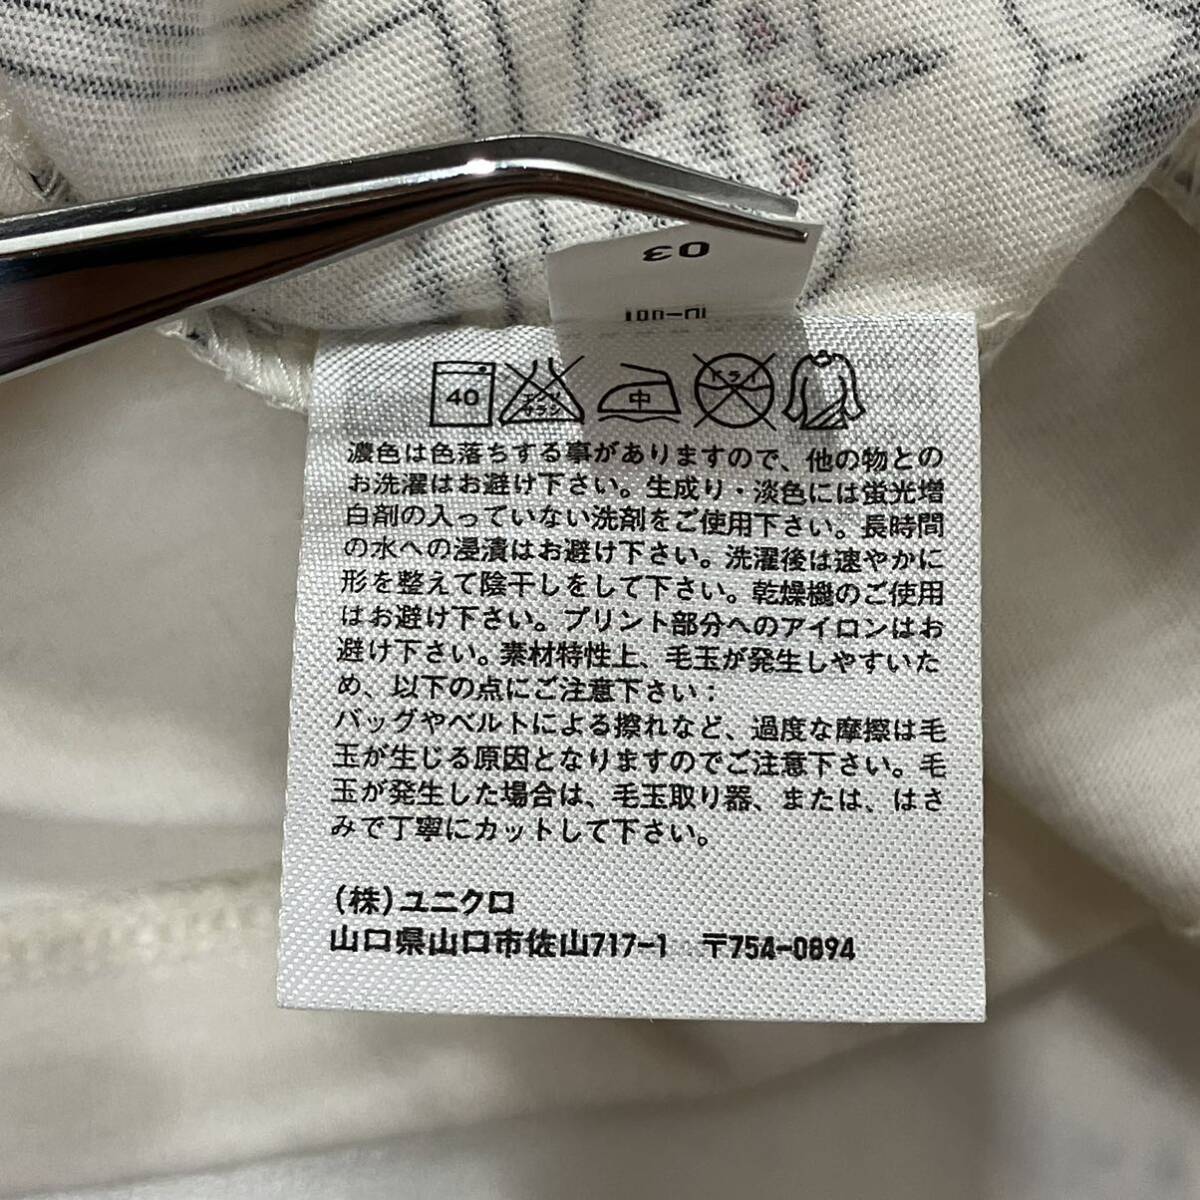 03
40
エンソ
サラシ
中
ドライ
濃色は色落ちする事がありますので、他の物との
お洗濯はお避け下さい。生成り・淡色には蛍光増
白剤の入っていない洗剤をご使用下さい。長時間
の水への浸漬はお避け下さい。洗濯後は速やかに
形を整えて陰干しをして下さい。乾燥機のご使用
はお避け下さい。プリント部分へのアイロンはお
避け下さい。素材特性上、毛玉が発生しやすいた
め、以下の点にご注意下さい：
バッグやベルトによる擦れなど、過度な摩擦は毛
玉が生じる原因となりますのでご注意下さい。毛
玉が発生した場合は、毛玉取り器、または、はさ
みで丁寧にカットして下さい。
(株)ユニクロ
山口県山口市佐山717-1 〒754-0894